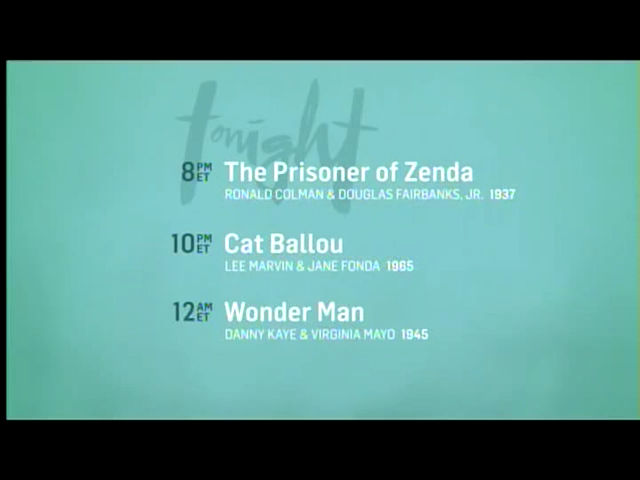 tonight
8 PM ET The Prisoner of Zenda
RONALD COLMAN & DOUGLAS FAIRBANKS, JR. 1937
10 PM ET Cat Ballou
LEE MARVIN & JANE FONDA 1965
12 AM ET Wonder Man
DANNY KAYE & VIRGINIA MAYO 1945